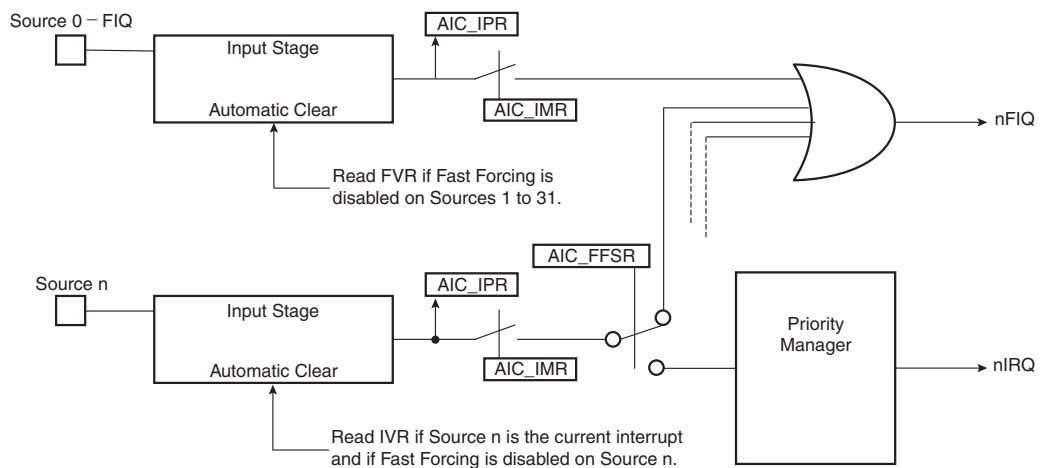 Source 0 – FIQ
AIC_IPR
Input Stage
Automatic Clear
AIC_IMR
nFIQ
Read FVR if Fast Forcing is
disabled on Sources 1 to 31.
AIC_FFSR
Source n
AIC_IPR
Input Stage
Priority
Manager
Automatic Clear
AIC_IMR
nIRQ
Read IVR if Source n is the current interrupt
and if Fast Forcing is disabled on Source n.